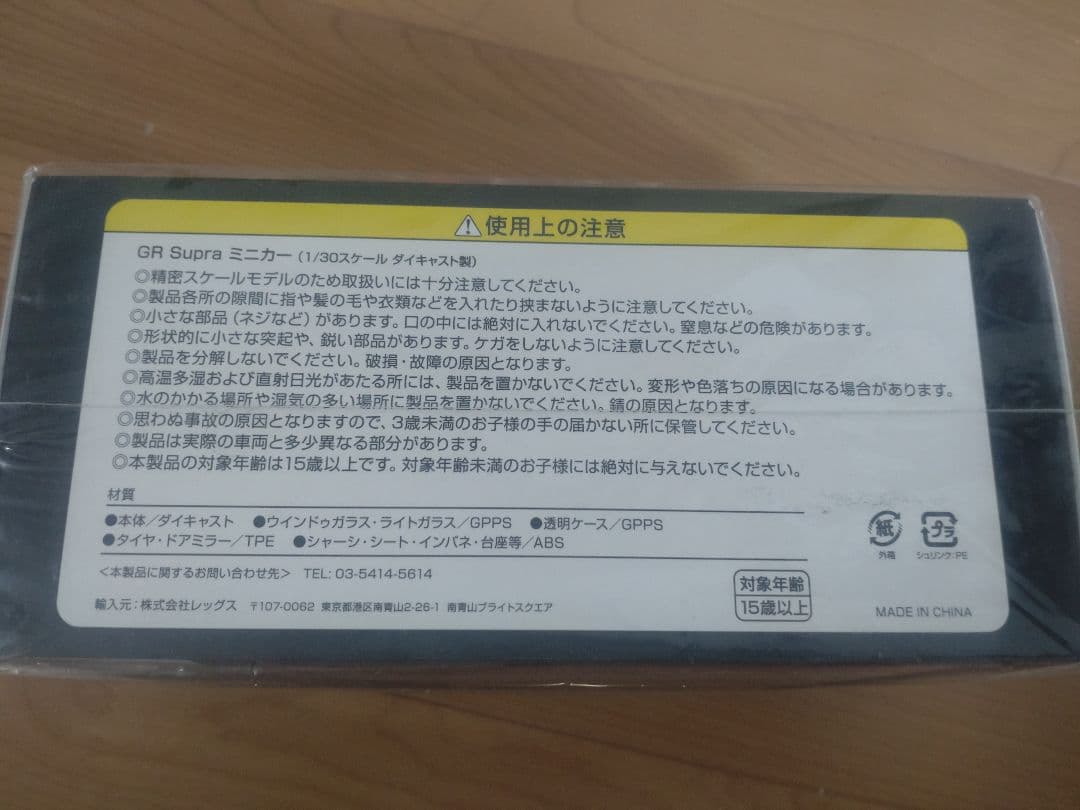 ⚠使用上の注意
GR Supra ミニカー（1/30スケール ダイキャスト製）
◎精密スケールモデルのため取扱いには十分注意してください。
◎製品各所の隙間に指や髪の毛や衣類などを入れたり挟まないように注意してください。
◎小さな部品（ネジなど）があります。口の中には絶対に入れないでください。窒息などの危険があります。
◎形状的に小さな突起や、鋭い部品があります。ケガをしないように注意してください。
◎製品を分解しないでください。破損・故障の原因となります。
◎高温多湿および直射日光があたる所には、製品を置かないでください。変形や色落ちの原因になる場合があります。
◎水のかかる場所や湿気の多い場所に製品を置かないでください。錆の原因となります。
◎思わぬ事故の原因となりますので、3歳未満のお子様の手の届かない所に保管してください。
◎製品は実際の車両と多少異なる部分があります。
◎本製品の対象年齢は15歳以上です。対象年齢未満のお子様には絶対に与えないでください。
材質
●本体／ダイキャスト ●ウインドゥガラス・ライトガラス／GPPS ●透明ケース／GPPS
●タイヤ・ドアミラー／TPE ●シャーシ・シート・インパネ・台座等／ABS
紙 プラ
外箱 シュリンク:PE
＜本製品に関するお問い合わせ先＞ TEL: 03-5414-5614
輸入元：株式会社レッグス 〒107-0062 東京都港区南青山2-26-1 南青山ブライトスクエア
対象年齢
15歳以上
MADE IN CHINA